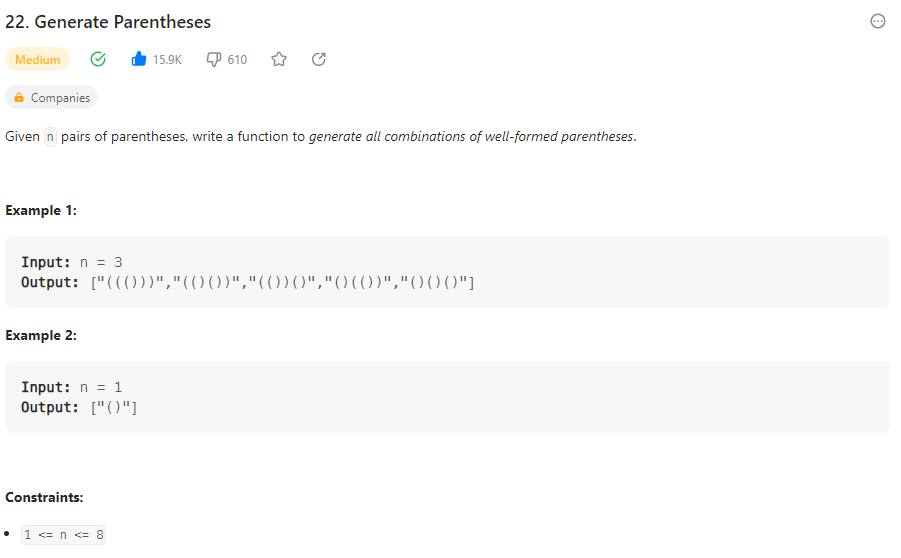 22. Generate Parentheses
Medium 15.9K 610
Companies
Given n pairs of parentheses, write a function to generate all combinations of well-formed parentheses.
Example 1:
Input: n = 3
Output: ["((()))","(()())","(())()","()(())","()()()"]
Example 2:
Input: n = 1
Output: ["()"]
Constraints:
• 1 <= n <= 8